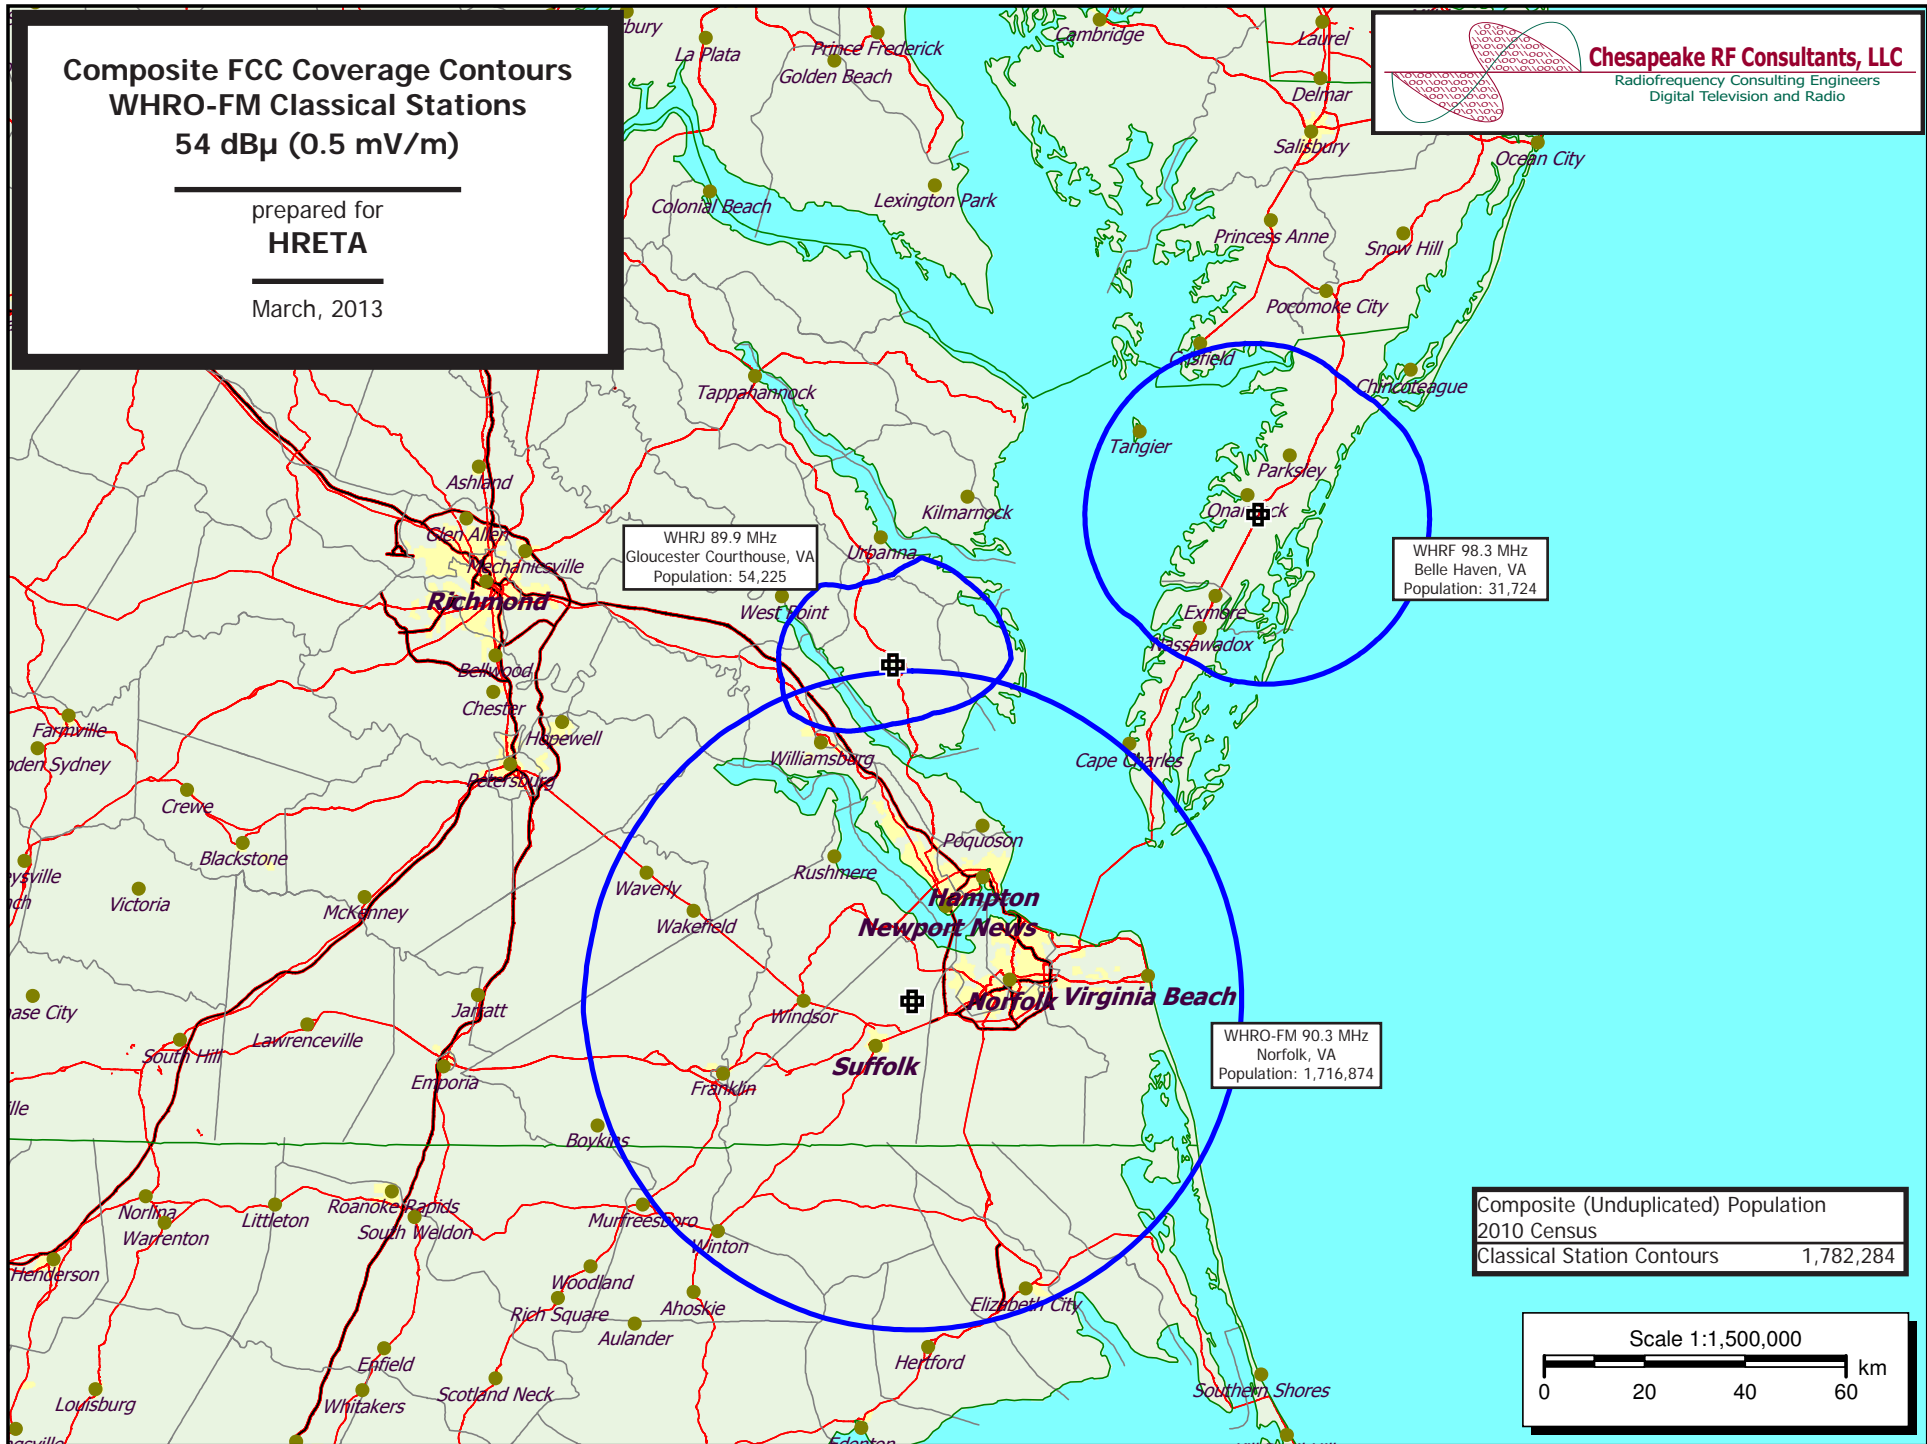 Composite FCC Coverage Contours
WHRO-FM Classical Stations
54 dBµ (0.5 mV/m)
prepared for
HRETA
March, 2013
Chesapeake RF Consultants, LLC
Radiofrequency Consulting Engineers
Digital Television and Radio
La Plata
Prince Frederick
Golden Beach
Cambridge
Laurel
Delmar
Salisbury
Ocean City
Colonial Beach
Lexington Park
Princess Anne
Snow Hill
Pocomoke City
Crisfield
Chincoteague
Tappahannock
Tangier
Parksley
Onancock
Ashland
Kilmarnock
Glen Allen
Mechanicsville
Urbanna
Richmond
West Point
Exmore
Nassawadox
WHRJ 89.9 MHz
Gloucester Courthouse, VA
Population: 54,225
WHRF 98.3 MHz
Belle Haven, VA
Population: 31,724
Bellwood
Chester
Hopewell
Farmville
Petersburg
Williamsburg
Cape Charles
Crewe
Blackstone
Victoria
McKenney
Waverly
Wakefield
Rushmere
Poquoson
Hampton
Newport News
Norfolk
Virginia Beach
Windsor
Suffolk
Jarratt
South Hill
Lawrenceville
Emporia
Franklin
Boykins
WHRO-FM 90.3 MHz
Norfolk, VA
Population: 1,716,874
Norlina
Warrenton
Littleton
Roanoke Rapids
South Weldon
Murfreesboro
Winton
Henderson
Woodland
Rich Square
Ahoskie
Aulander
Elizabeth City
Hertford
Enfield
Scotland Neck
Whitakers
Louisburg
Edenton
Southern Shores
Composite (Unduplicated) Population
2010 Census
Classical Station Contours 1,782,284
Scale 1:1,500,000
km
0 20 40 60